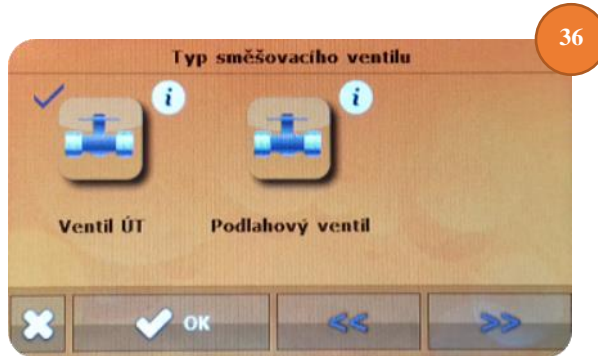 36
Typ směšovacího ventilu
i
i
Ventil ÚT
Podlahový ventil
OK
<<
>>